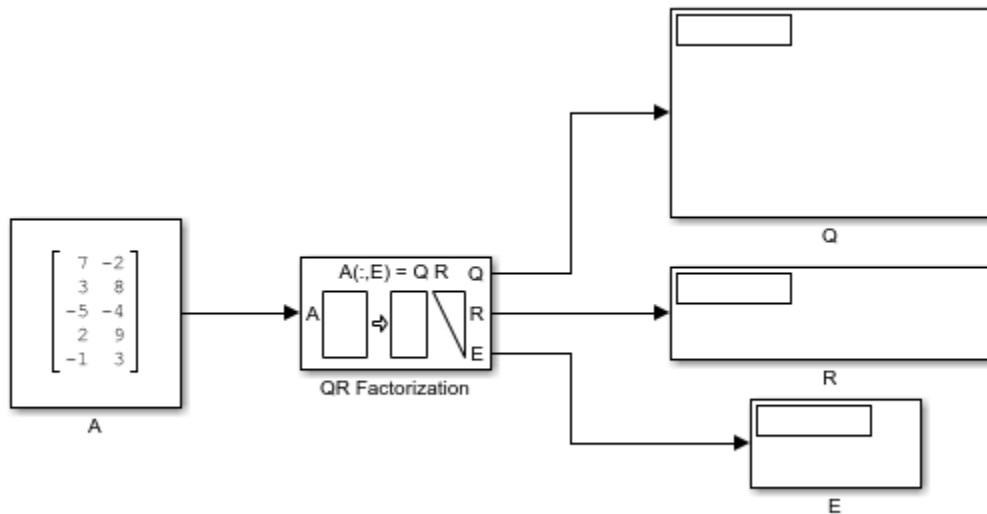 7 -2
3 8
-5 -4
2 9
-1 3
A
A(:,E) = Q R
Q
A
R
E
QR Factorization
Q
R
E